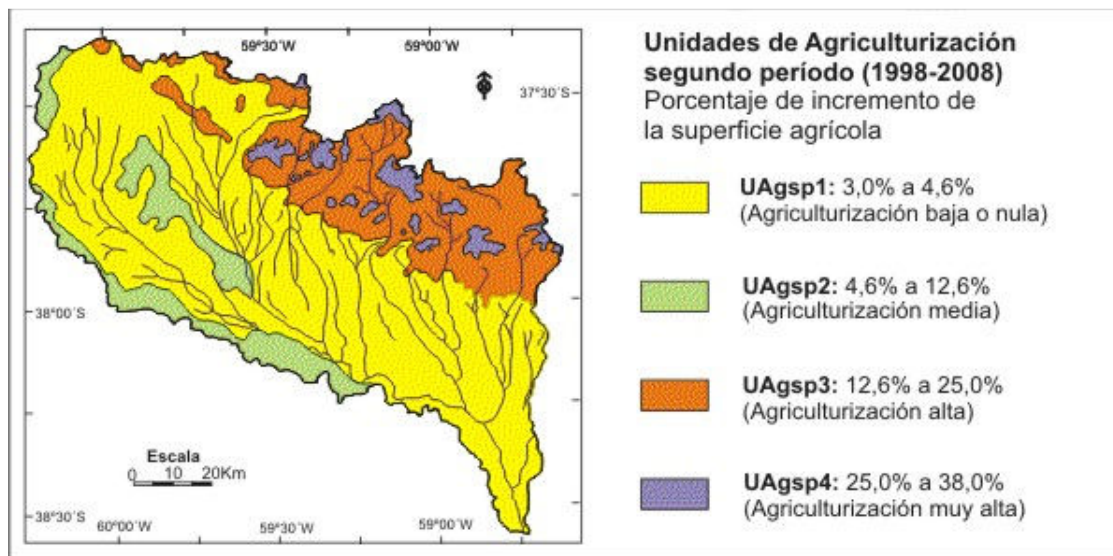 59°30'W
59°00'W
37°30'S
38°00'S
38°30'S
60°00'W
59°30'W
59°00'W
Escala
0 10 20Km
Unidades de Agriculturización
segundo período (1998-2008)
Porcentaje de incremento de
la superficie agrícola
UAgsp1: 3,0% a 4,6%
(Agriculturización baja o nula)
UAgsp2: 4,6% a 12,6%
(Agriculturización media)
UAgsp3: 12,6% a 25,0%
(Agriculturización alta)
UAgsp4: 25,0% a 38,0%
(Agriculturización muy alta)